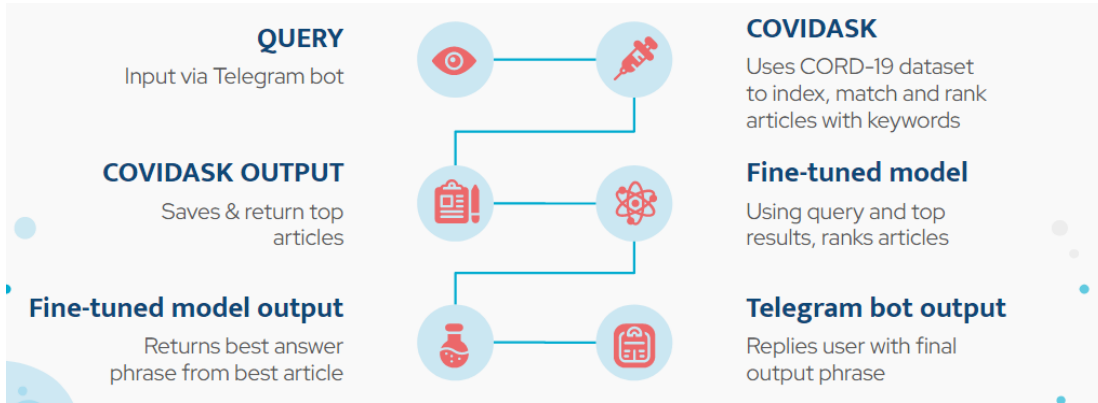 QUERY
Input via Telegram bot
COVIDASK
Uses CORD-19 dataset
to index, match and rank
articles with keywords
COVIDASK OUTPUT
Saves & return top
articles
Fine-tuned model
Using query and top
results, ranks articles
Fine-tuned model output
Returns best answer
phrase from best article
Telegram bot output
Replies user with final
output phrase